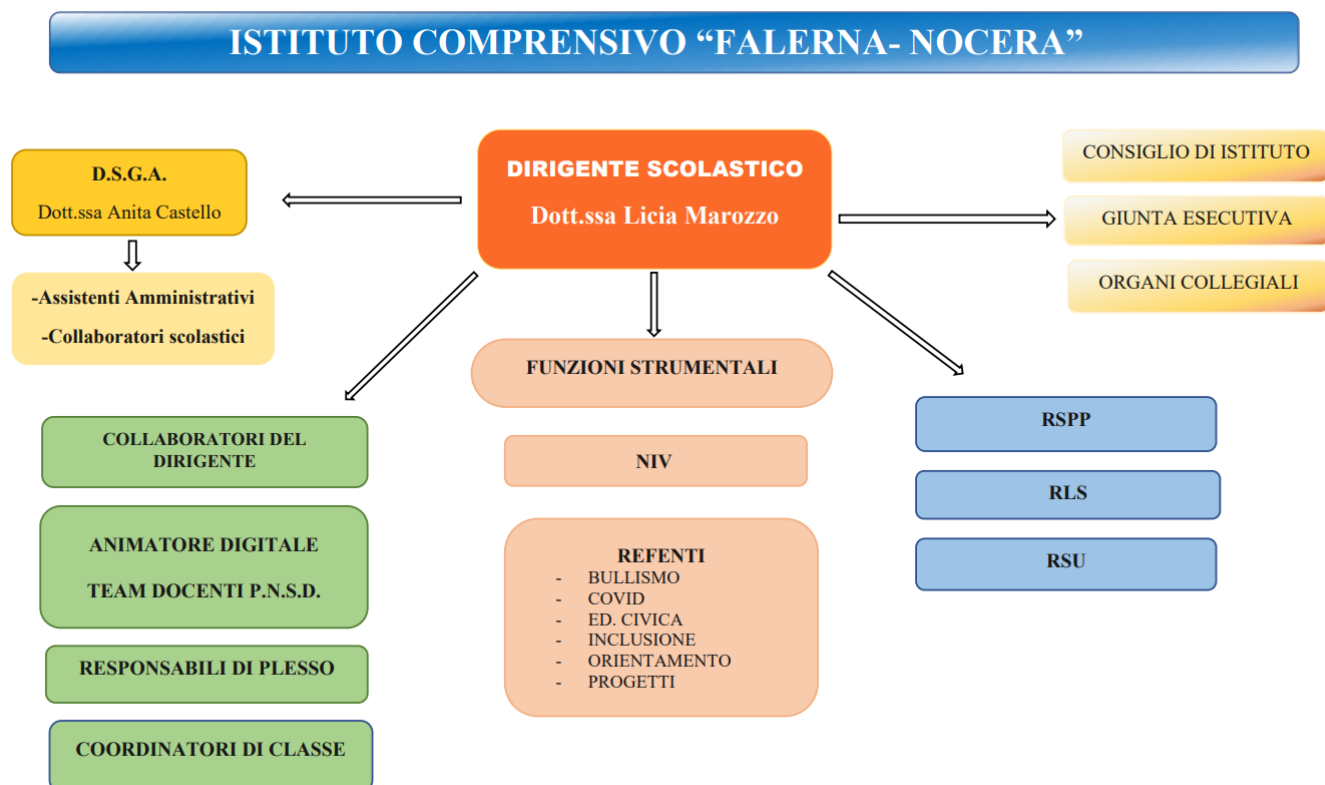 ISTITUTO COMPRENSIVO “FALERNA- NOCERA”
D.S.G.A.
Dott.ssa Anita Castello
-Assistenti Amministrativi
-Collaboratori scolastici
DIRIGENTE SCOLASTICO
Dott.ssa Licia Marozzo
CONSIGLIO DI ISTITUTO
GIUNTA ESECUTIVA
ORGANI COLLEGIALI
COLLABORATORI DEL
DIRIGENTE
ANIMATORE DIGITALE
TEAM DOCENTI P.N.S.D.
RESPONSABILI DI PLESSO
COORDINATORI DI CLASSE
FUNZIONI STRUMENTALI
NIV
REFENTI
- BULLISMO
- COVID
- ED. CIVICA
- INCLUSIONE
- ORIENTAMENTO
- PROGETTI
RSPP
RLS
RSU